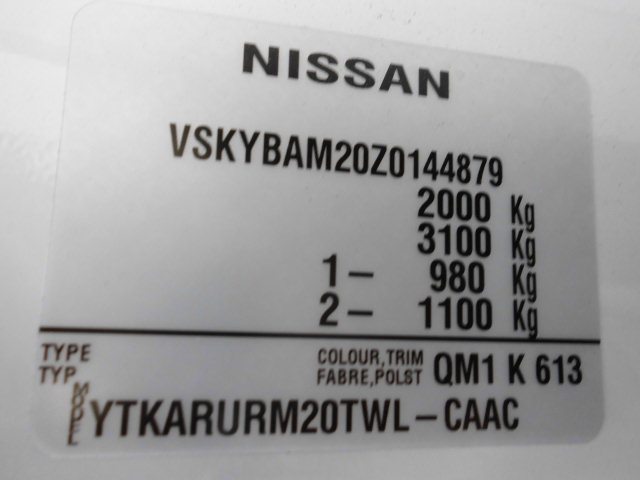 NISSAN
VSKYBAM20Z0144879
2000 Kg
3100 Kg
1- 980 Kg
2- 1100 Kg
TYPE
TYP
COLOUR,TRIM
FABRE,POLST
QM1 K 613
MODEL
YTKARURM20TWL-CAAC